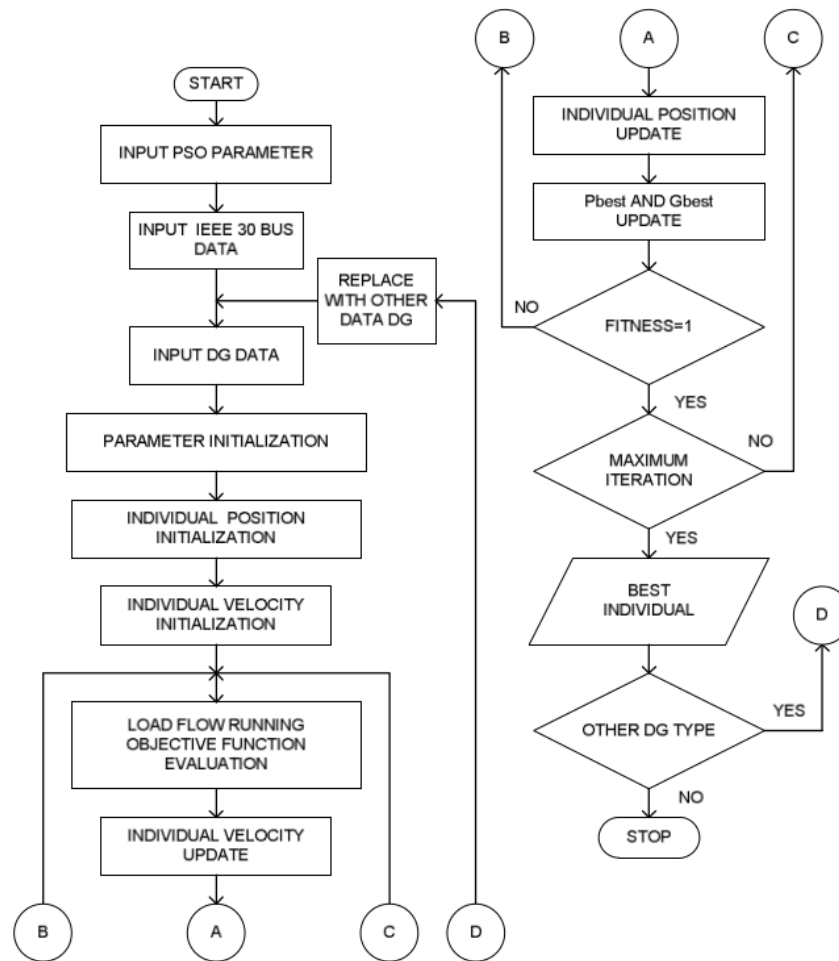 START
INPUT PSO PARAMETER
INPUT IEEE 30 BUS
DATA
REPLACE
WITH OTHER
DATA DG
INPUT DG DATA
PARAMETER INITIALIZATION
INDIVIDUAL POSITION
INITIALIZATION
INDIVIDUAL VELOCITY
INITIALIZATION
LOAD FLOW RUNNING
OBJECTIVE FUNCTION
EVALUATION
INDIVIDUAL VELOCITY
UPDATE
B
A
C
D
B
A
C
INDIVIDUAL POSITION
UPDATE
Pbest AND Gbest
UPDATE
NO
FITNESS=1
YES
NO
MAXIMUM
ITERATION
YES
BEST
INDIVIDUAL
D
YES
OTHER DG TYPE
NO
STOP